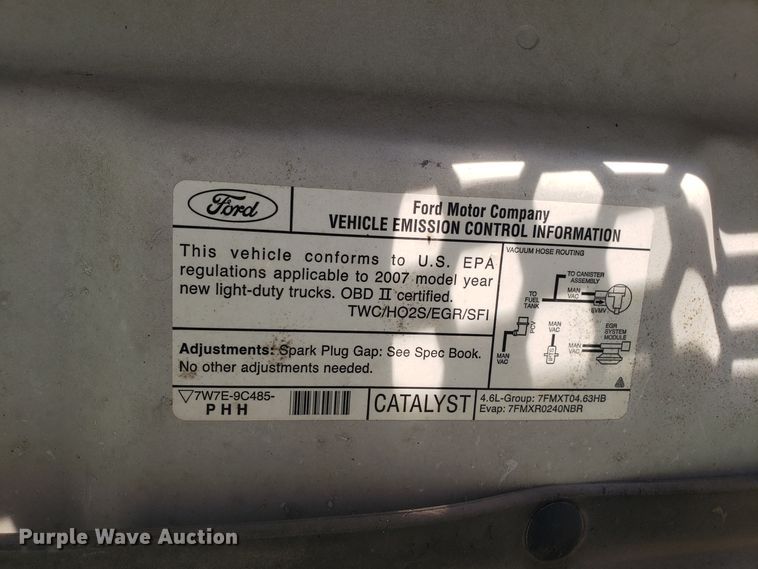 Ford
Ford Motor Company
VEHICLE EMISSION CONTROL INFORMATION
This vehicle conforms to U.S. EPA
regulations applicable to 2007 model year
new light-duty trucks. OBD II certified.
TWC/HO2S/EGR/SFI
Adjustments: Spark Plug Gap: See Spec Book.
No other adjustments needed.
VACUUM HOSE ROUTING
TO CANISTER
ASSEMBLY
MAN
VAC
TO
FUEL
TANK
EVMV
PCV
MAN
VAC
MAN
VAC
EGR
SYSTEM
MODULE
MAN
VAC
7W7E-9C485-
PHH
CATALYST
4.6L-Group: 7FMXT04.63HB
Evap: 7FMXR0240NBR
Purple Wave Auction